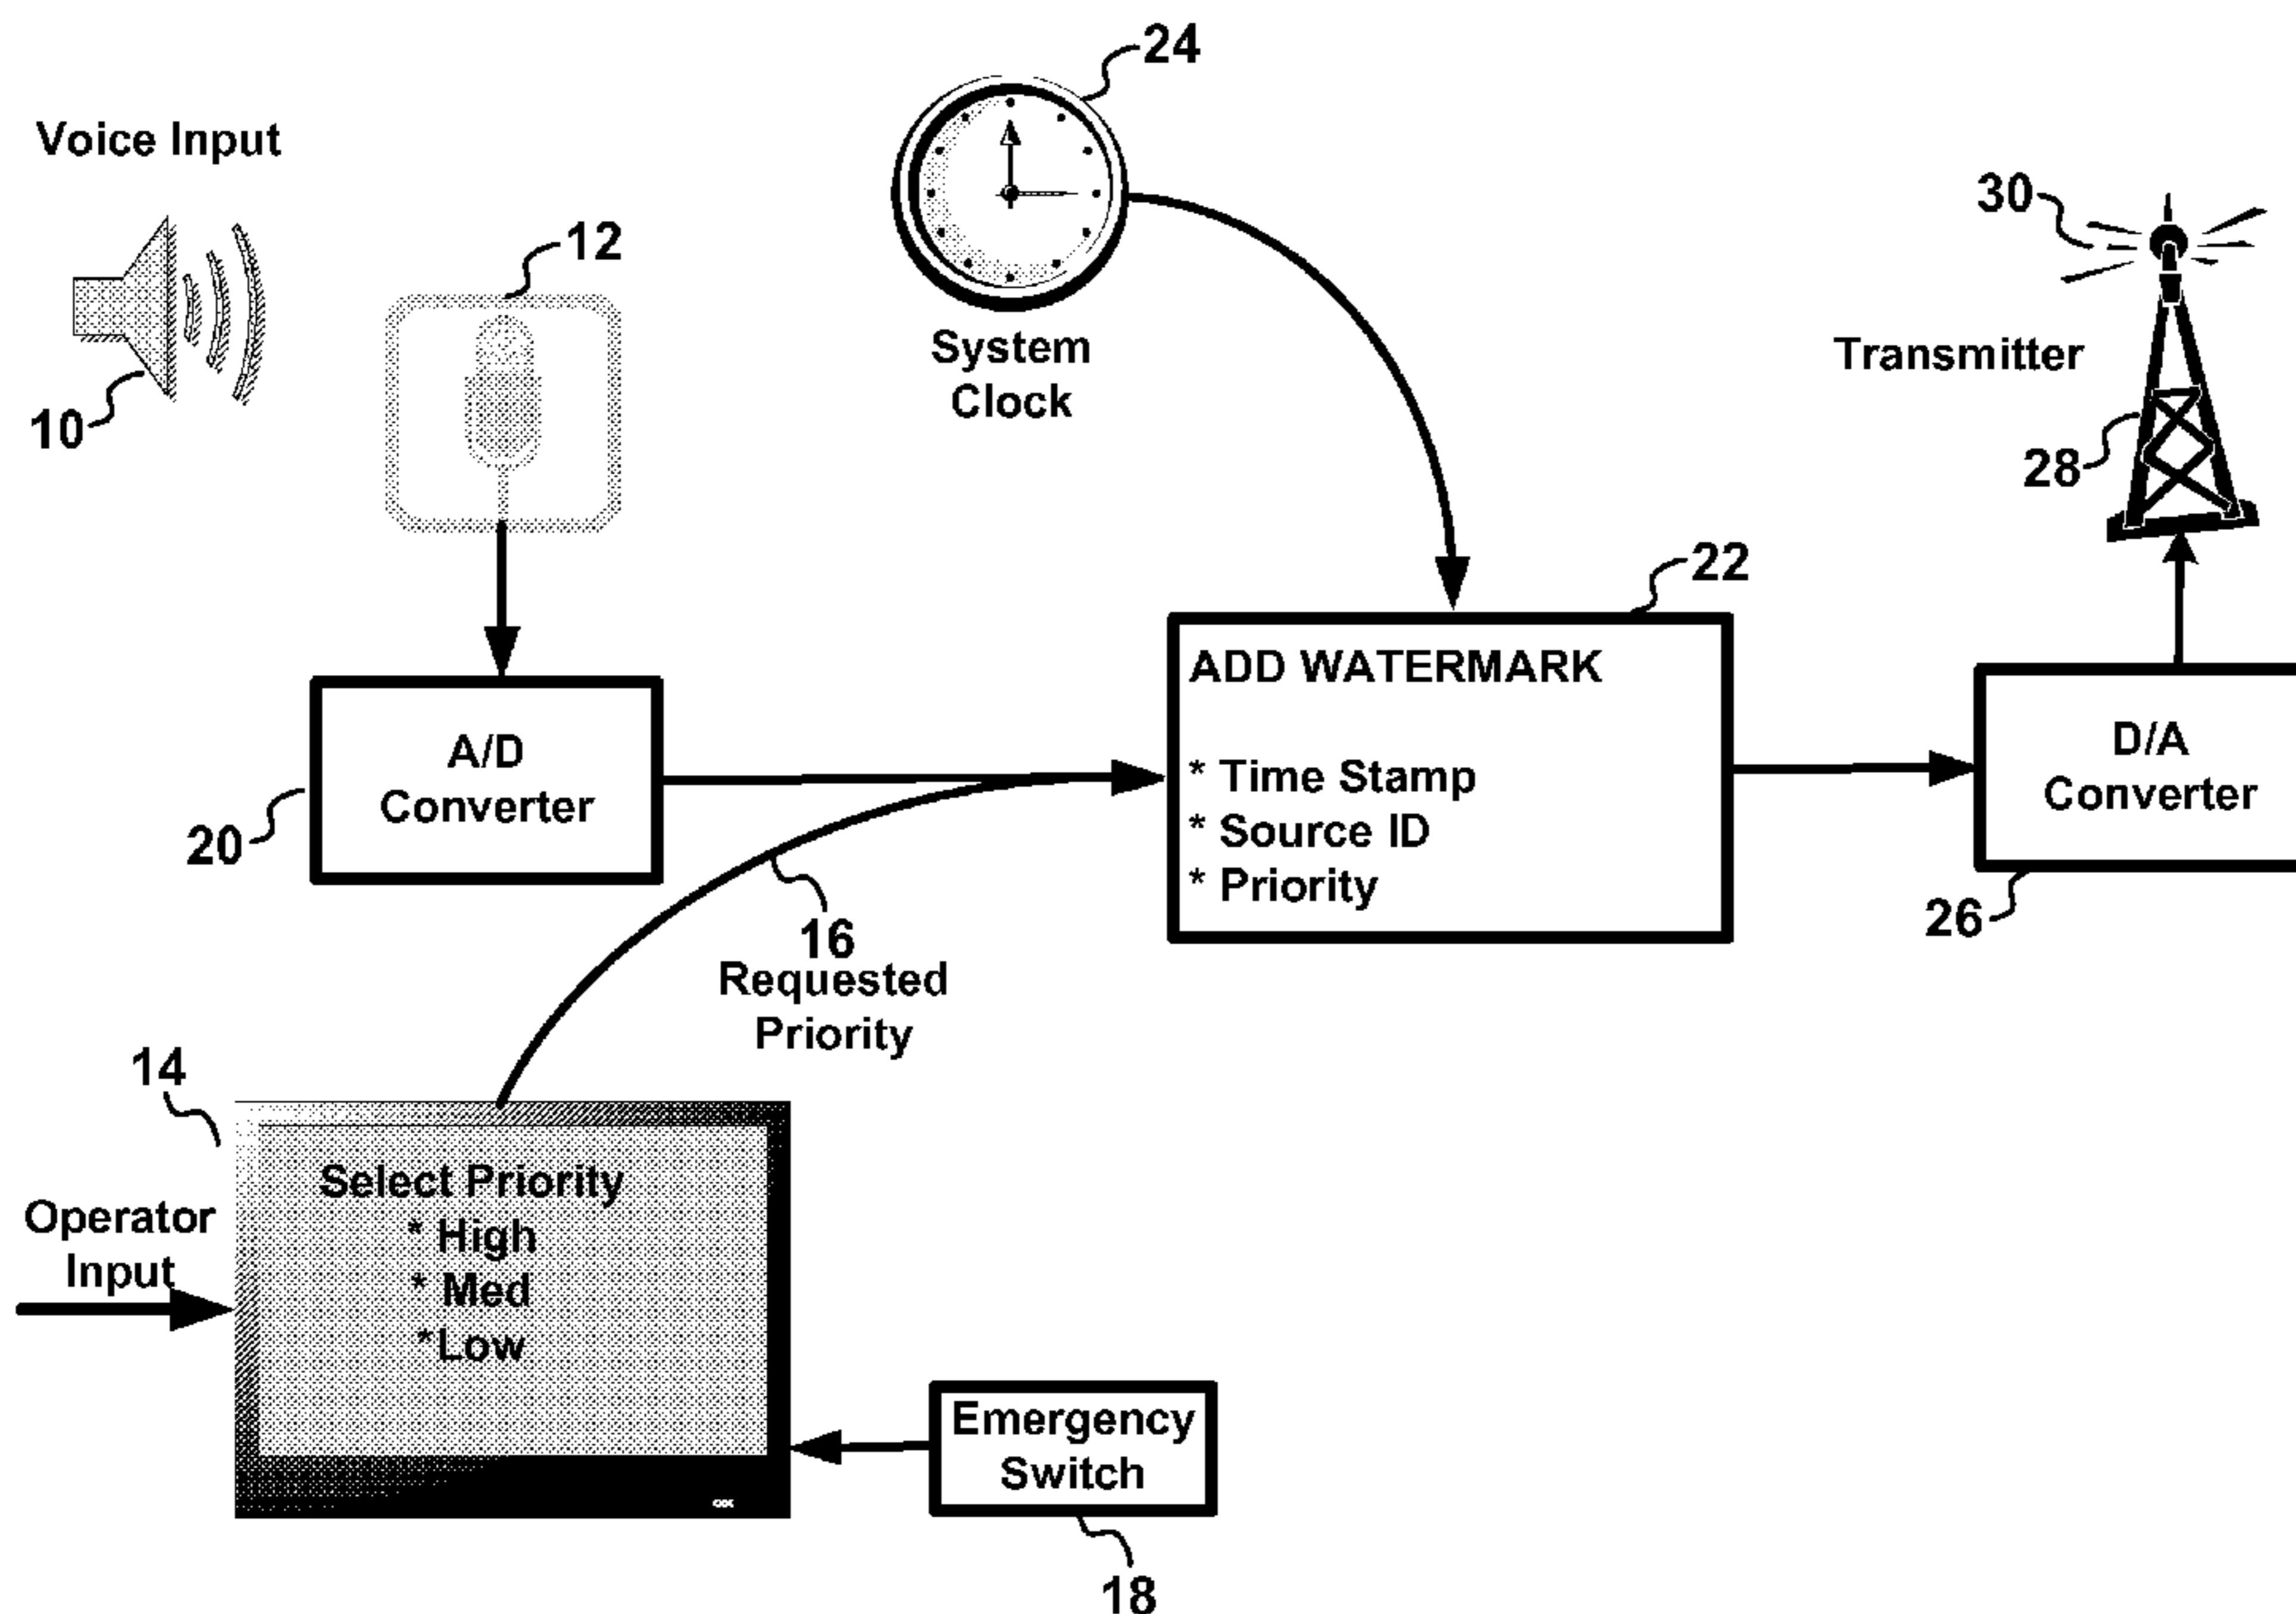 24
Voice Input
30
12
System
Clock
Transmitter
10
28
22
ADD WATERMARK
A/D
Converter
* Time Stamp
* Source ID
* Priority
D/A
Converter
20
16
Requested
Priority
26
14
Select Priority
* High
* Med
*Low
Operator
Input
Emergency
Switch
18